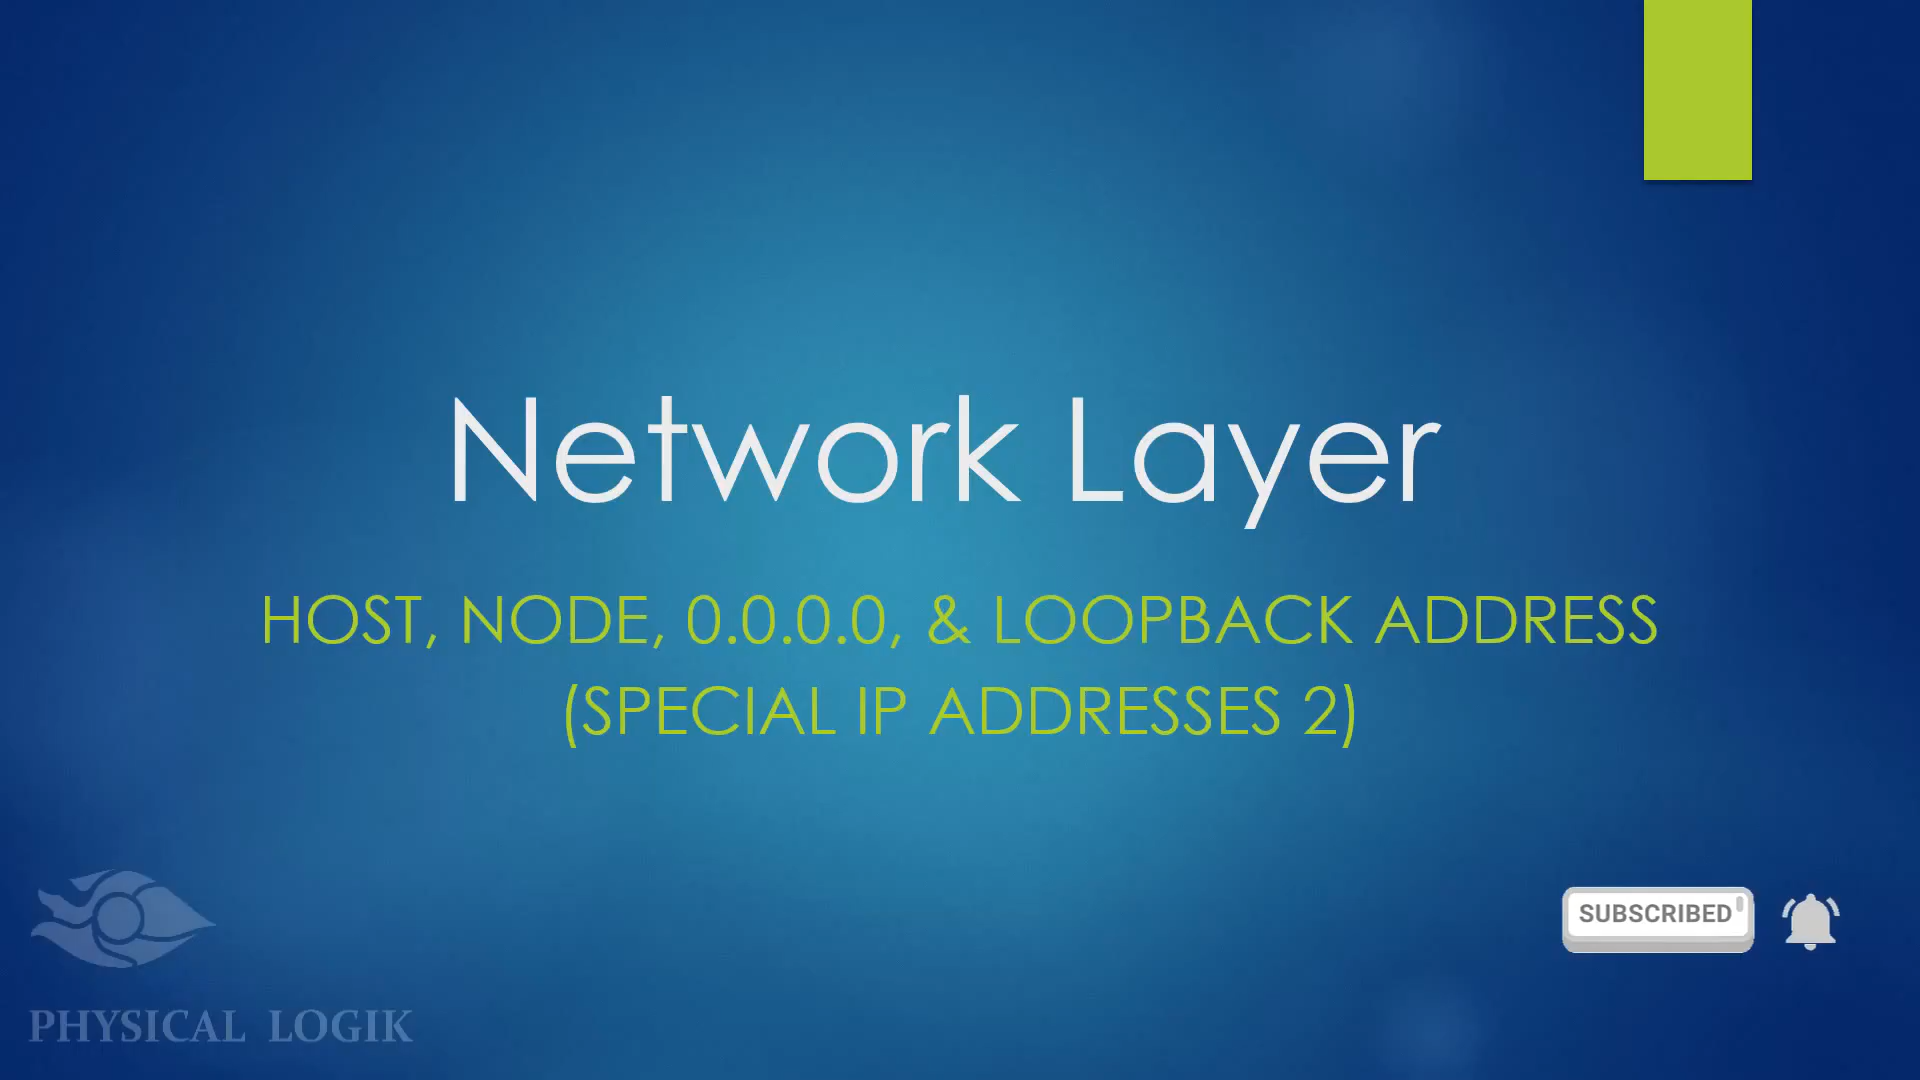 Network Layer
HOST, NODE, 0.0.0.0, & LOOPBACK ADDRESS
(SPECIAL IP ADDRESSES 2)
SUBSCRIBED
PHYSICAL LOGIK